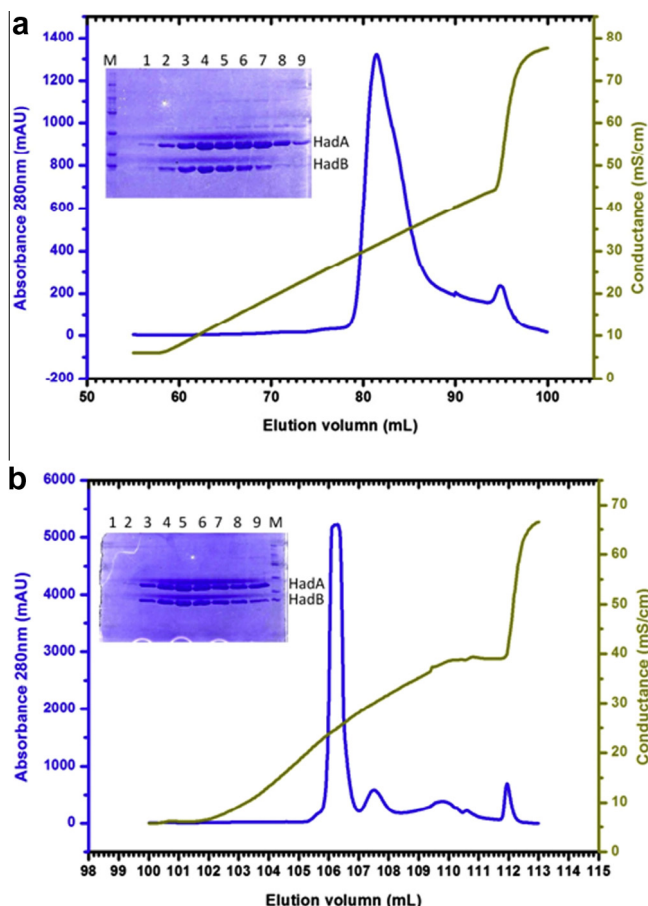 a
1400
1200
1000
800
600
400
200
0
-200
Absorbance 280nm (mAU)
M 1 2 3 4 5 6 7 8 9
HadA
HadB
80
70
60
50
40
30
20
10
0
Conductance (mS/cm)
50 60 70 80 90 100
Elution volumn (mL)
b
6000
5000
4000
3000
2000
1000
0
Absorbance 280nm (mAU)
1 2 3 4 5 6 7 8 9 M
HadA
HadB
75
70
60
50
40
30
20
10
0
Conductance (mS/cm)
98 99 100 101 102 103 104 105 106 107 108 109 110 111 112 113 114 115
Elution volumn (mL)